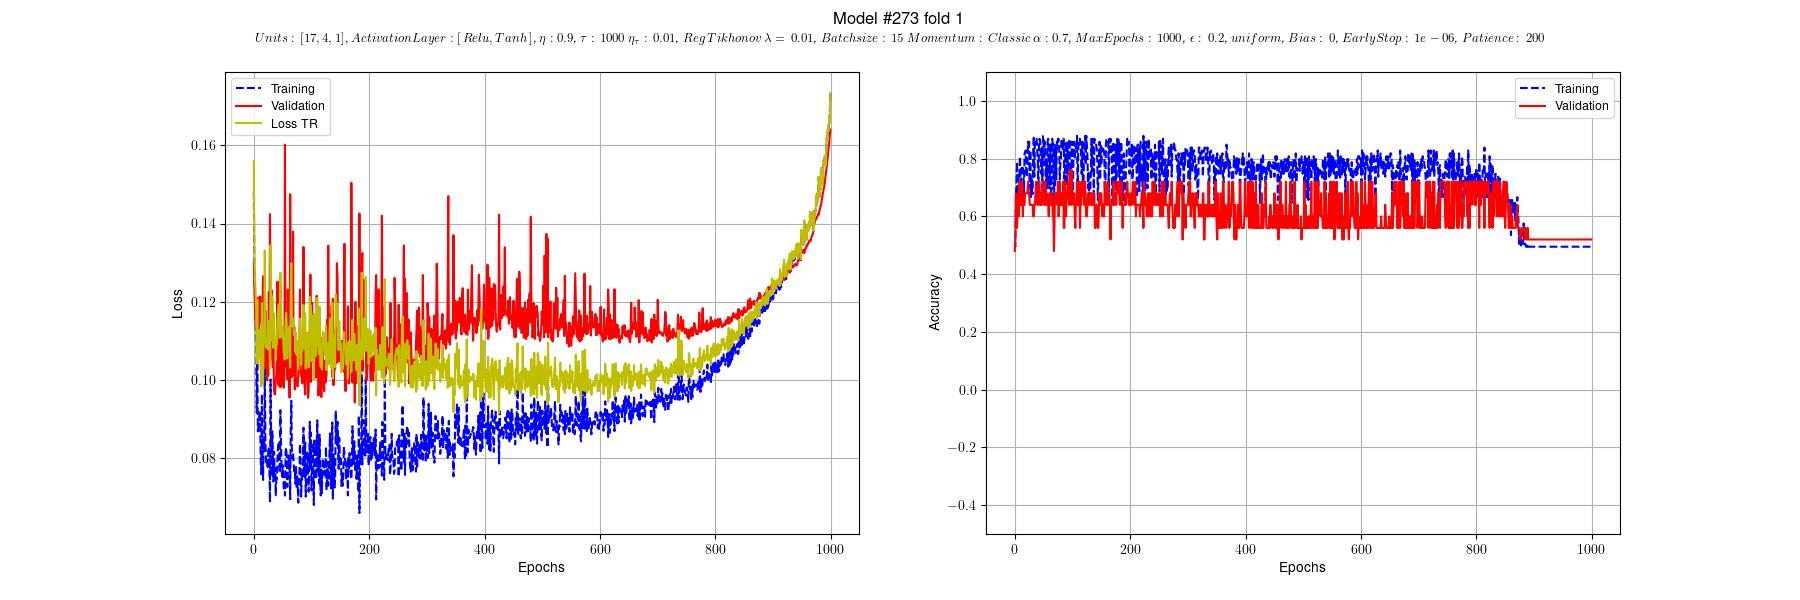 Model #273 fold 1
Units : [17, 4, 1], ActivationLayer : [Relu, Tanh], η : 0.9, τ : 1000 ητ : 0.01, RegTikhonov λ = 0.01, Batchsize : 15 Momentum : Classic α : 0.7, MaxEpochs : 1000, ϵ : 0.2, uniform, Bias : 0, EarlyStop : 1e − 06, Patience : 200
Training
Validation
Loss TR
0.16
0.14
0.12
0.10
0.08
Loss
0 200 400 600 800 1000
Epochs
Training
Validation
1.0
0.8
0.6
0.4
0.2
0.0
−0.2
−0.4
Accuracy
0 200 400 600 800 1000
Epochs